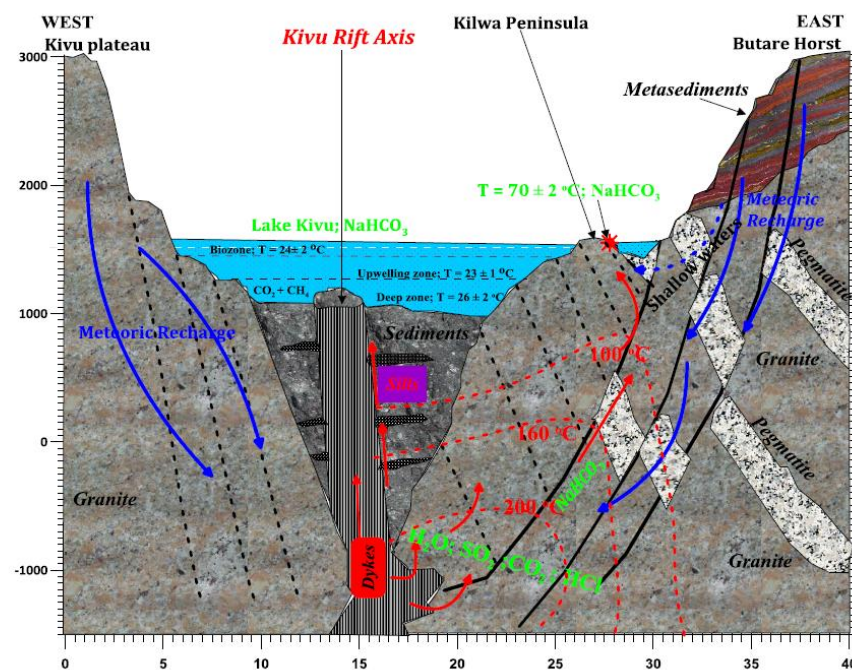 WEST
Kivu plateau
Kivu Rift Axis
Kilwa Peninsula
EAST
Butare Horst
Metasediments
T = 70 ± 2 °C; NaHCO3
Meteoric
Recharge
Lake Kivu; NaHCO3
Biozone; T = 24± 2 °C
Upwelling zone; T = 23 ± 1 °C
CO2 + CH4
Deep zone; T = 26 ± 2 °C
Shallow waters
Pegmatite
Meteoric Recharge
Sediments
Sills
100 °C
Granite
160 °C
Pegmatite
Granite
200 °C
NaHCO3
H2O; SO2; CO2; HCl
Dykes
Granite
3000
2000
1000
0
-1000
0
5
10
15
20
25
30
35
40